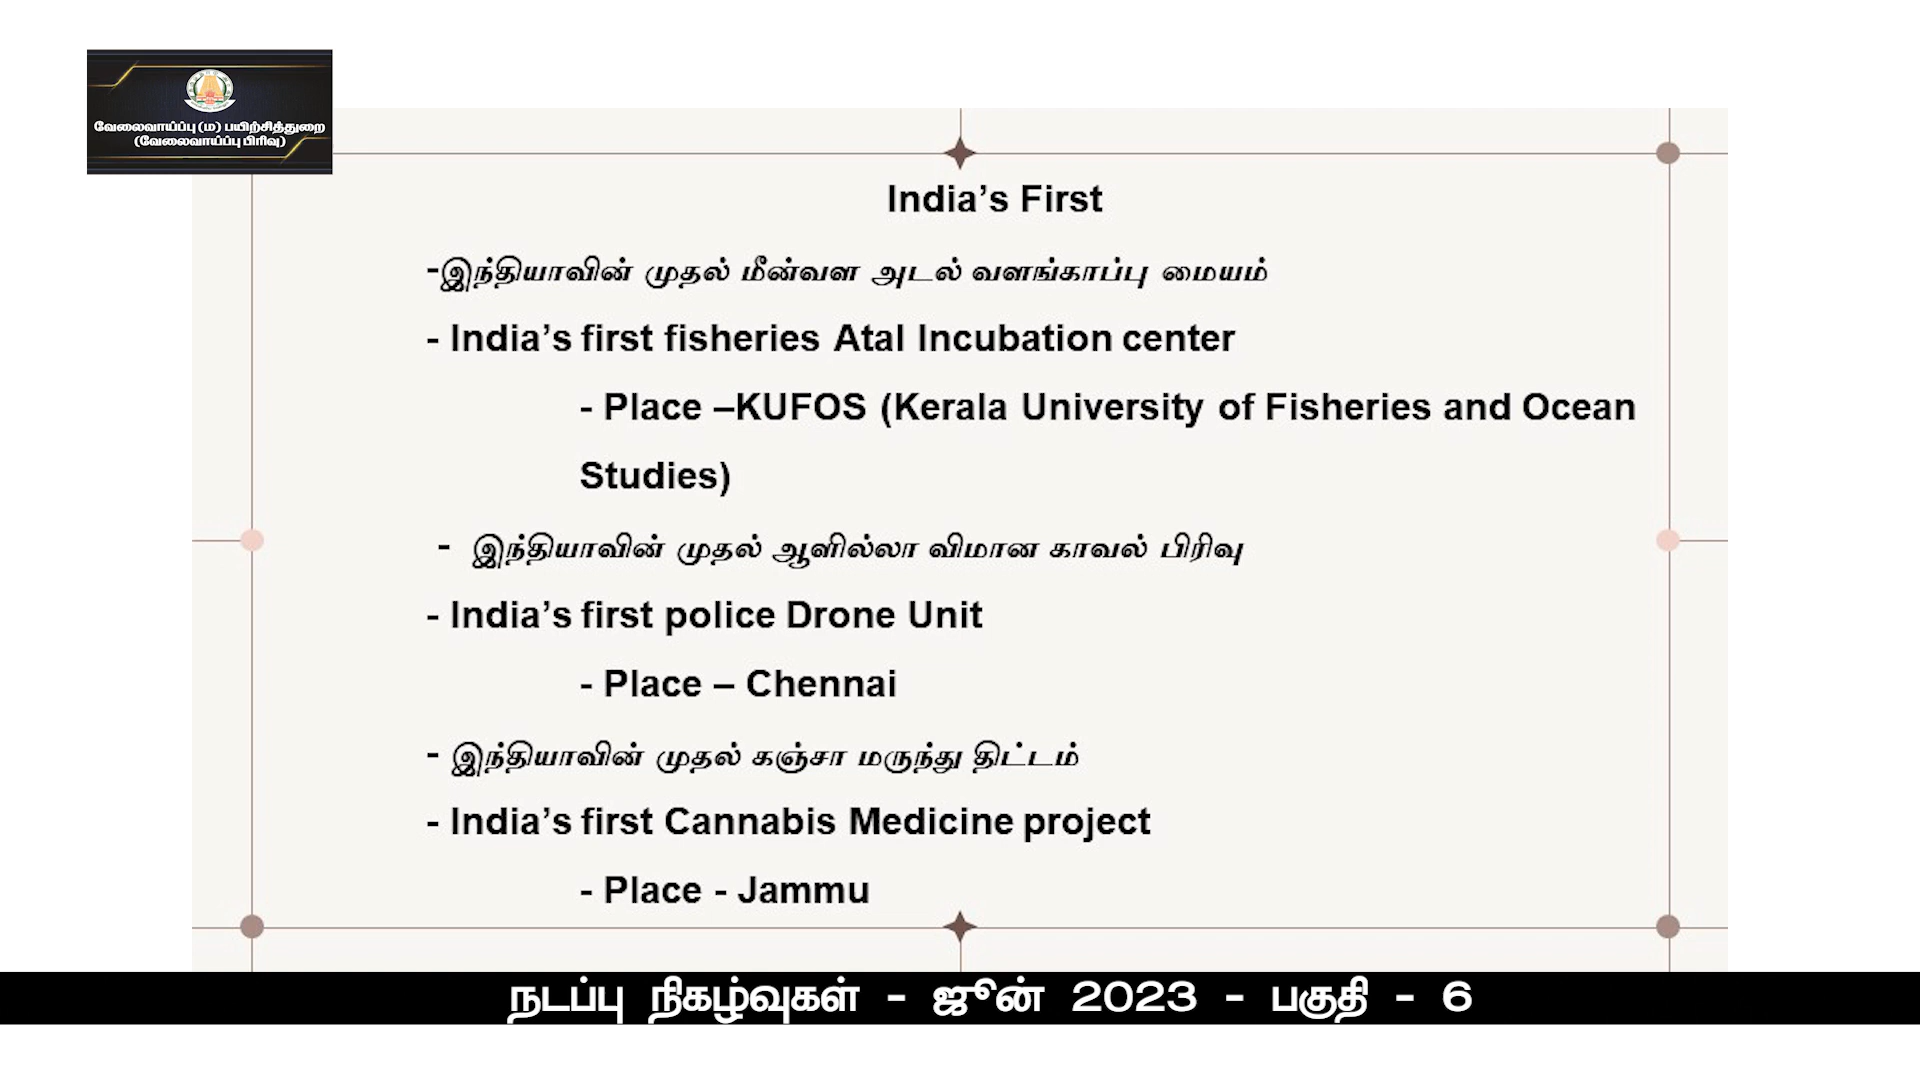 வேலைவாய்ப்பு (ம) பயிற்சித்துறை
(வேலைவாய்ப்பு பிரிவு)
India’s First
-இந்தியாவின் முதல் மீன்வள அடல் வளங்காப்பு மையம்
- India’s first fisheries Atal Incubation center
- Place –KUFOS (Kerala University of Fisheries and Ocean
Studies)
- இந்தியாவின் முதல் ஆளில்லா விமான காவல் பிரிவு
- India’s first police Drone Unit
- Place – Chennai
- இந்தியாவின் முதல் கஞ்சா மருந்து திட்டம்
- India’s first Cannabis Medicine project
- Place - Jammu
நடப்பு நிகழ்வுகள் - ஜூன் 2023 - பகுதி - 6